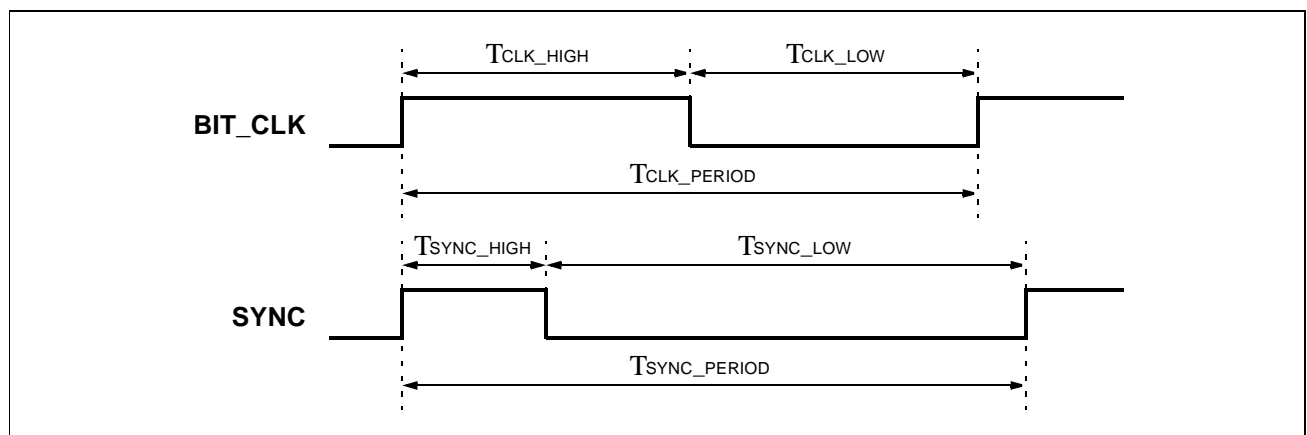 TCLK_HIGH TCLK_LOW
BIT_CLK
TCLK_PERIOD
TSYNC_HIGH TSYNC_LOW
SYNC
TSYNC_PERIOD